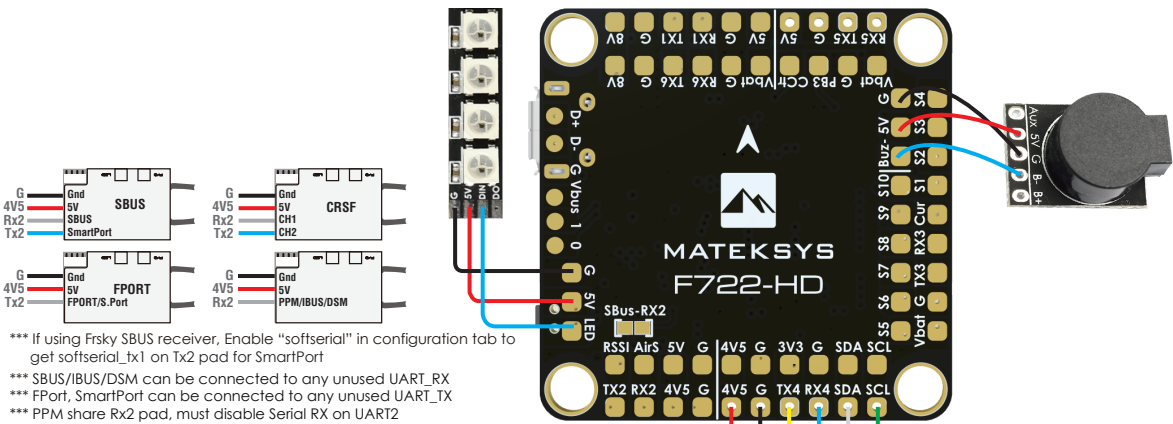 8V G TX1 RX1 G 5V 5V G TX5 RX5
8V G TX6 RX6 G Vbat CCtr PB3 G Vbat
G S4
5V S3
Buz- S2
S10 S1
S9 Cur
S8 RX3
S7 TX3
S6 G
S5 Vbat
D+
D-
G
Vbus
1
0
G
5V
LED
G 5V DIN DO
Aux
5V
G
B-
B+
MATEKSYS
F722-HD
SBus-RX2
RSSI AirS 5V G 4V5 G 3V3 G SDA SCL
TX2 RX2 4V5 G 4V5 G TX4 RX4 SDA SCL
G Gnd
4V5 5V SBUS
Rx2 SBUS
Tx2 SmartPort
G Gnd
4V5 5V CRSF
Rx2 CH1
Tx2 CH2
G Gnd
4V5 5V FPORT
Tx2 FPORT/S.Port
G Gnd
4V5 5V
Rx2 PPM/IBUS/DSM
*** If using Frsky SBUS receiver, Enable “softserial” in configuration tab to
get softserial_tx1 on Tx2 pad for SmartPort
*** SBUS/IBUS/DSM can be connected to any unused UART_RX
*** FPort, SmartPort can be connected to any unused UART_TX
*** PPM share Rx2 pad, must disable Serial RX on UART2